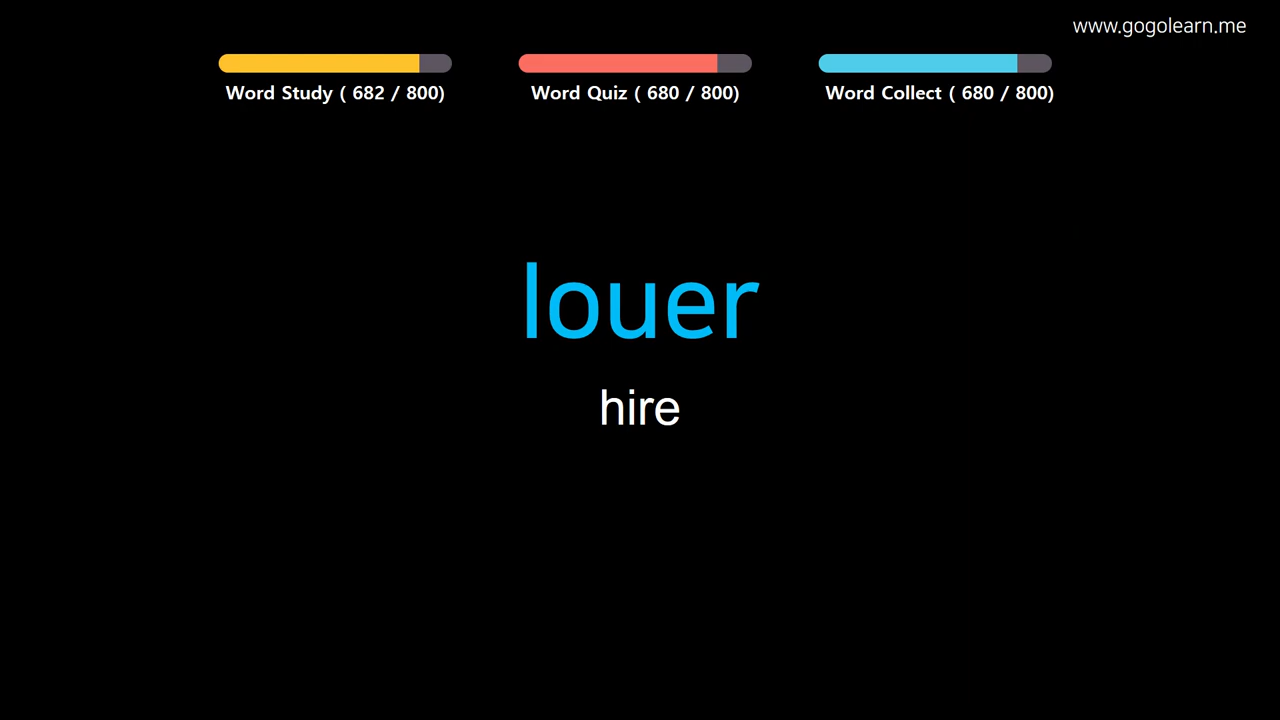 www.gogolearn.me
Word Study ( 682 / 800)
Word Quiz ( 680 / 800)
Word Collect ( 680 / 800)
louer
hire